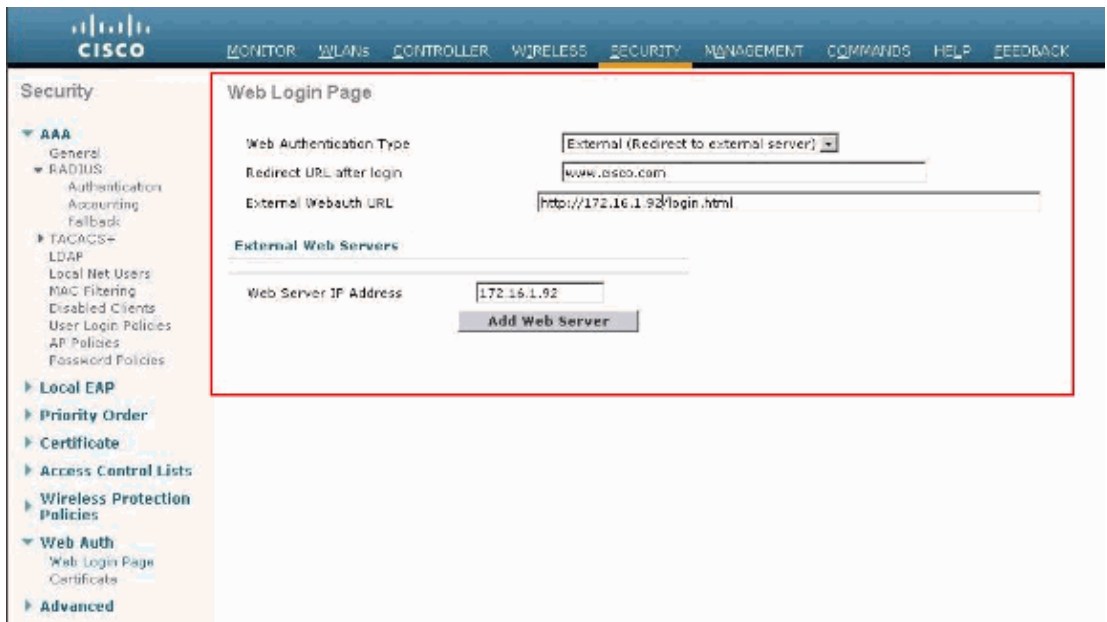 CISCO
MONITOR WLANs CONTROLLER WIRELESS SECURITY MANAGEMENT COMMANDS HELP FEEDBACK
Security
AAA
General
RADIUS
Authentication
Accounting
Fallback
TACACS+
LDAP
Local Net Users
MAC Filtering
Disabled Clients
User Login Policies
AP Policies
Password Policies
Local EAP
Priority Order
Certificate
Access Control Lists
Wireless Protection
Policies
Web Auth
Web Login Page
Certificate
Advanced
Web Login Page
Web Authentication Type External (Redirect to external server)
Redirect URL after login www.cisco.com
External Webauth URL http://172.16.1.92/login.html
External Web Servers
Web Server IP Address 172.16.1.92
Add Web Server